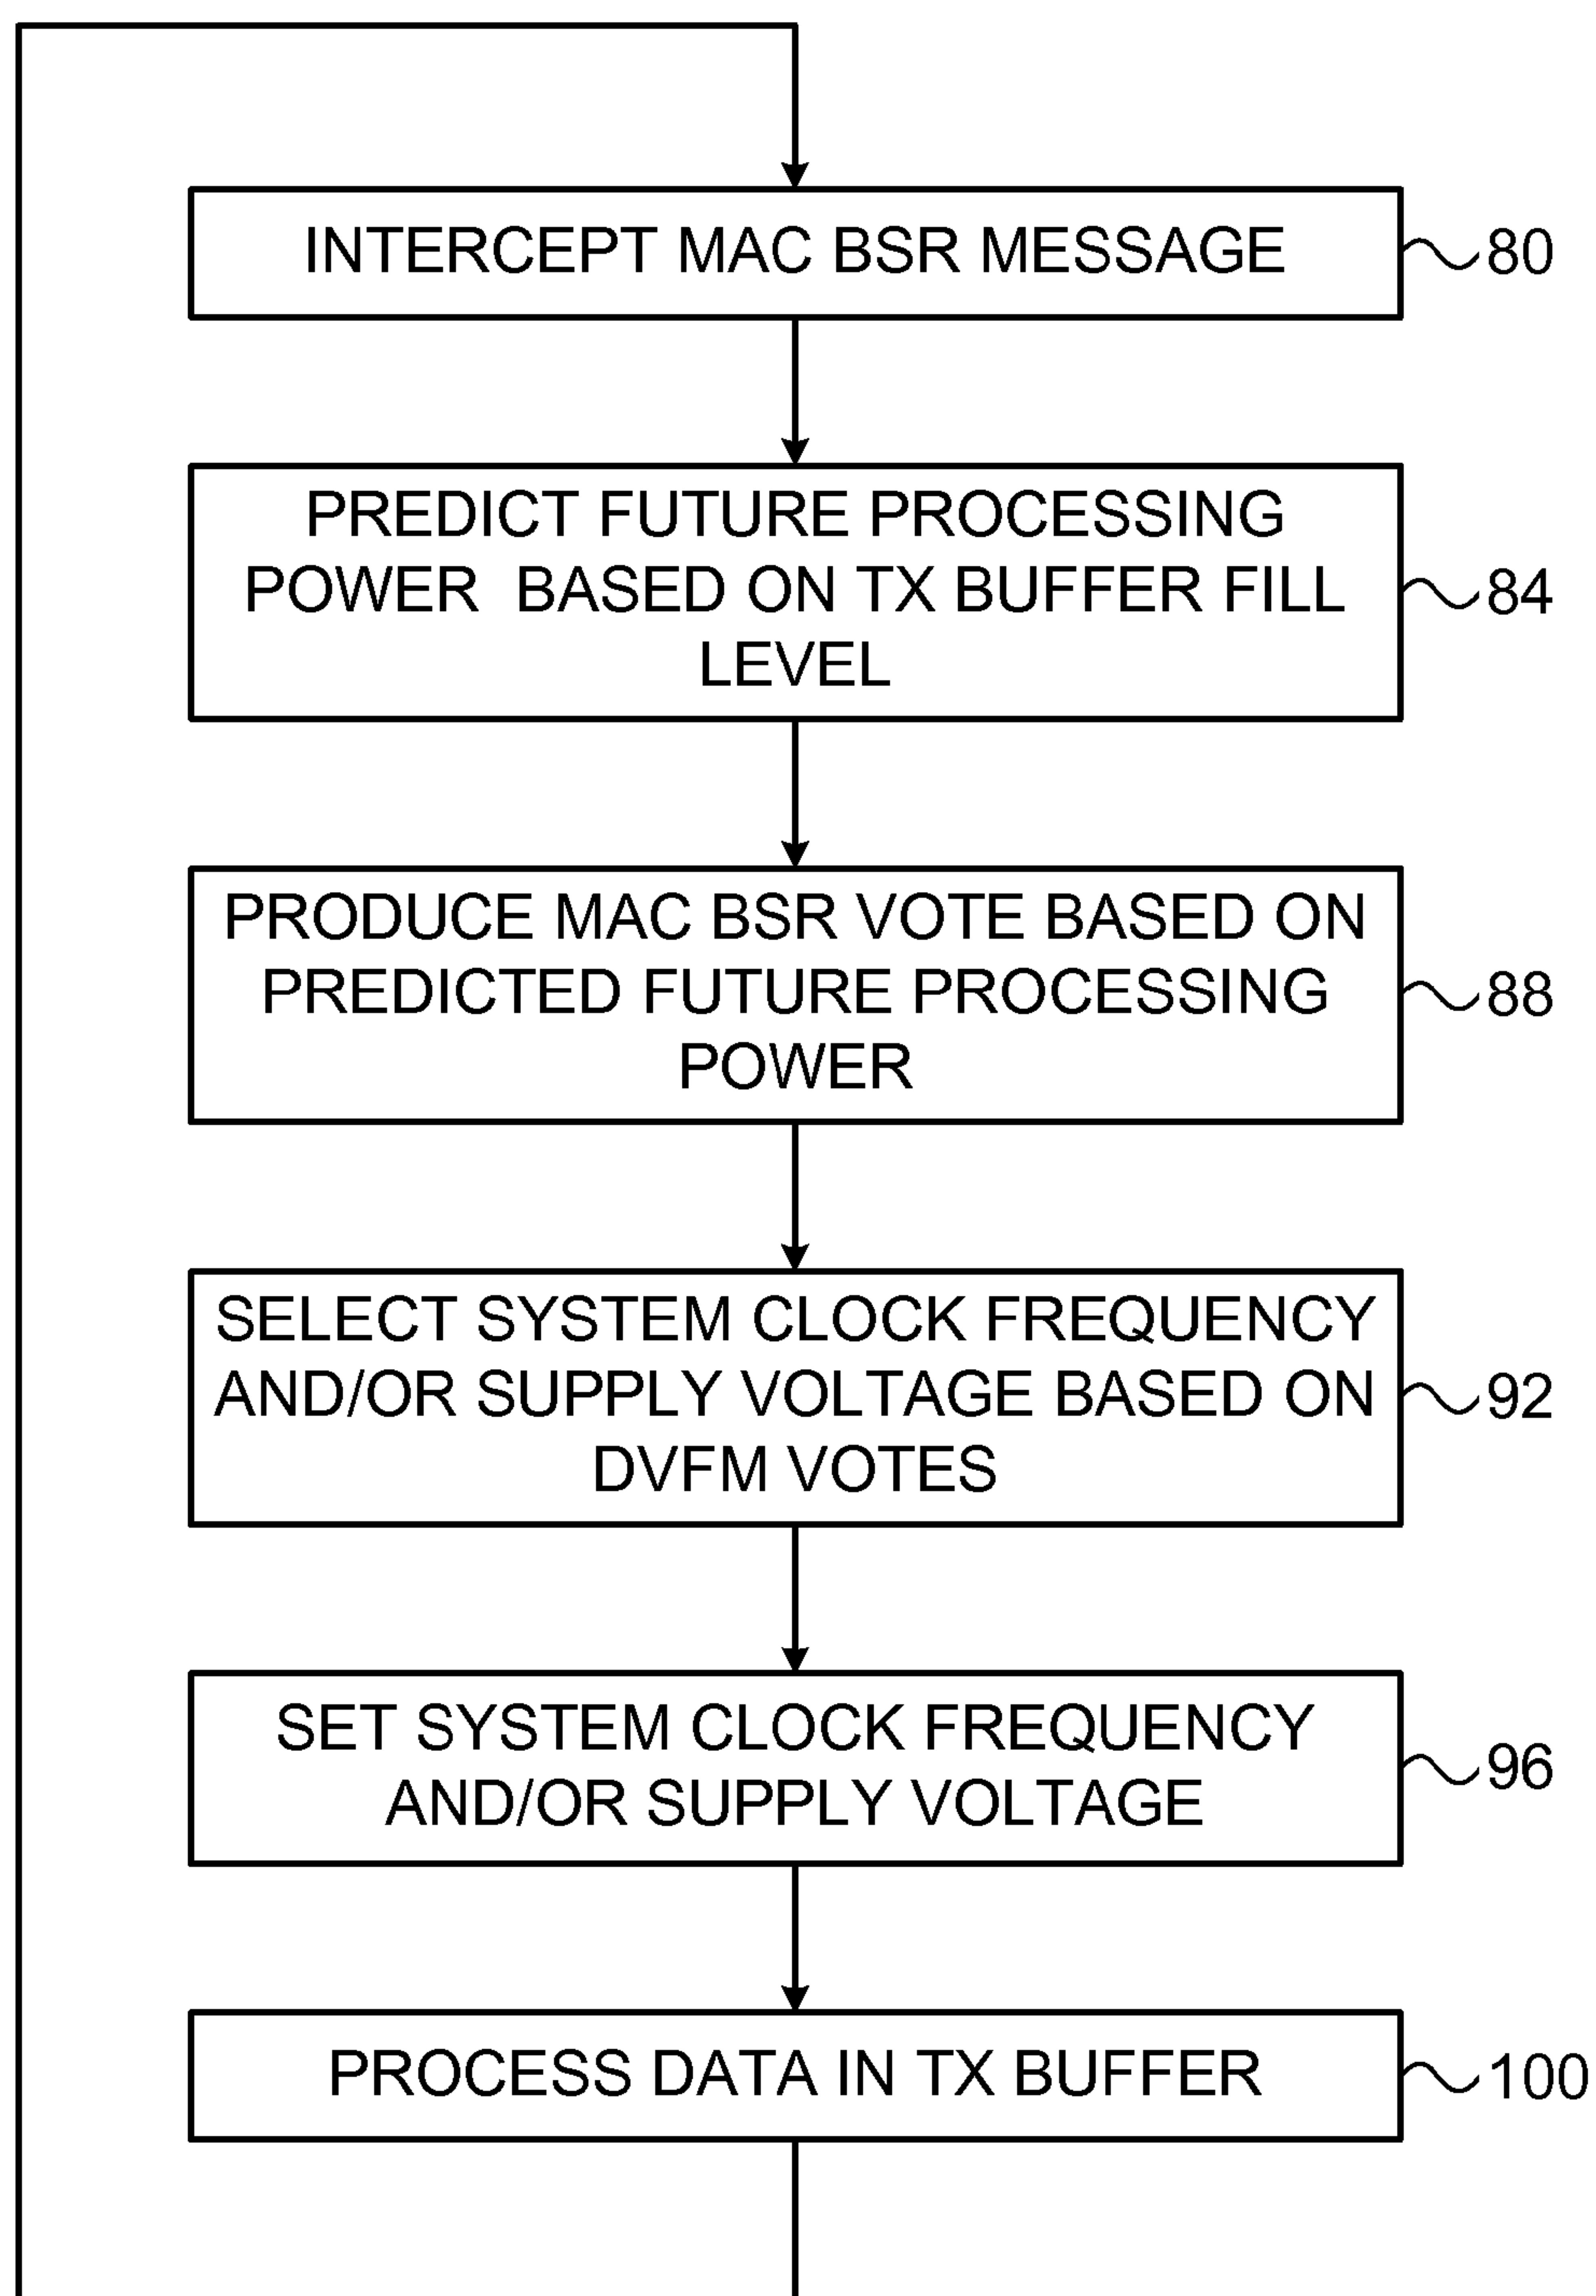 INTERCEPT MAC BSR MESSAGE
80
PREDICT FUTURE PROCESSING
POWER BASED ON TX BUFFER FILL
LEVEL
84
PRODUCE MAC BSR VOTE BASED ON
PREDICTED FUTURE PROCESSING
POWER
88
SELECT SYSTEM CLOCK FREQUENCY
AND/OR SUPPLY VOLTAGE BASED ON
DVFM VOTES
92
SET SYSTEM CLOCK FREQUENCY
AND/OR SUPPLY VOLTAGE
96
PROCESS DATA IN TX BUFFER
100